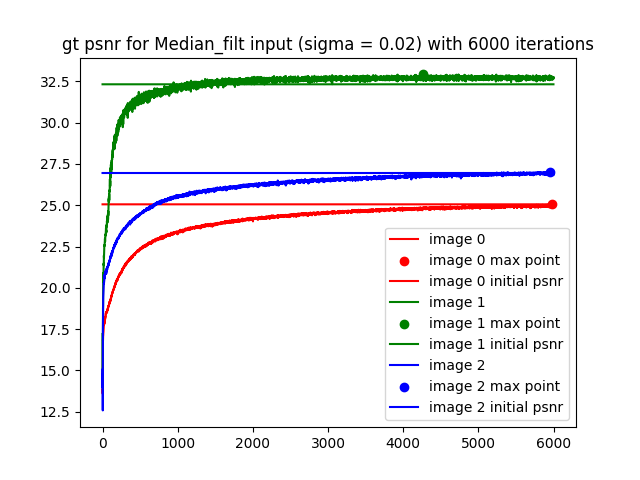 gt psnr for Median_filt input (sigma = 0.02) with 6000 iterations
32.5
30.0
27.5
25.0
22.5
20.0
17.5
15.0
12.5
image 0
image 0 max point
image 0 initial psnr
image 1
image 1 max point
image 1 initial psnr
image 2
image 2 max point
image 2 initial psnr
0 1000 2000 3000 4000 5000 6000